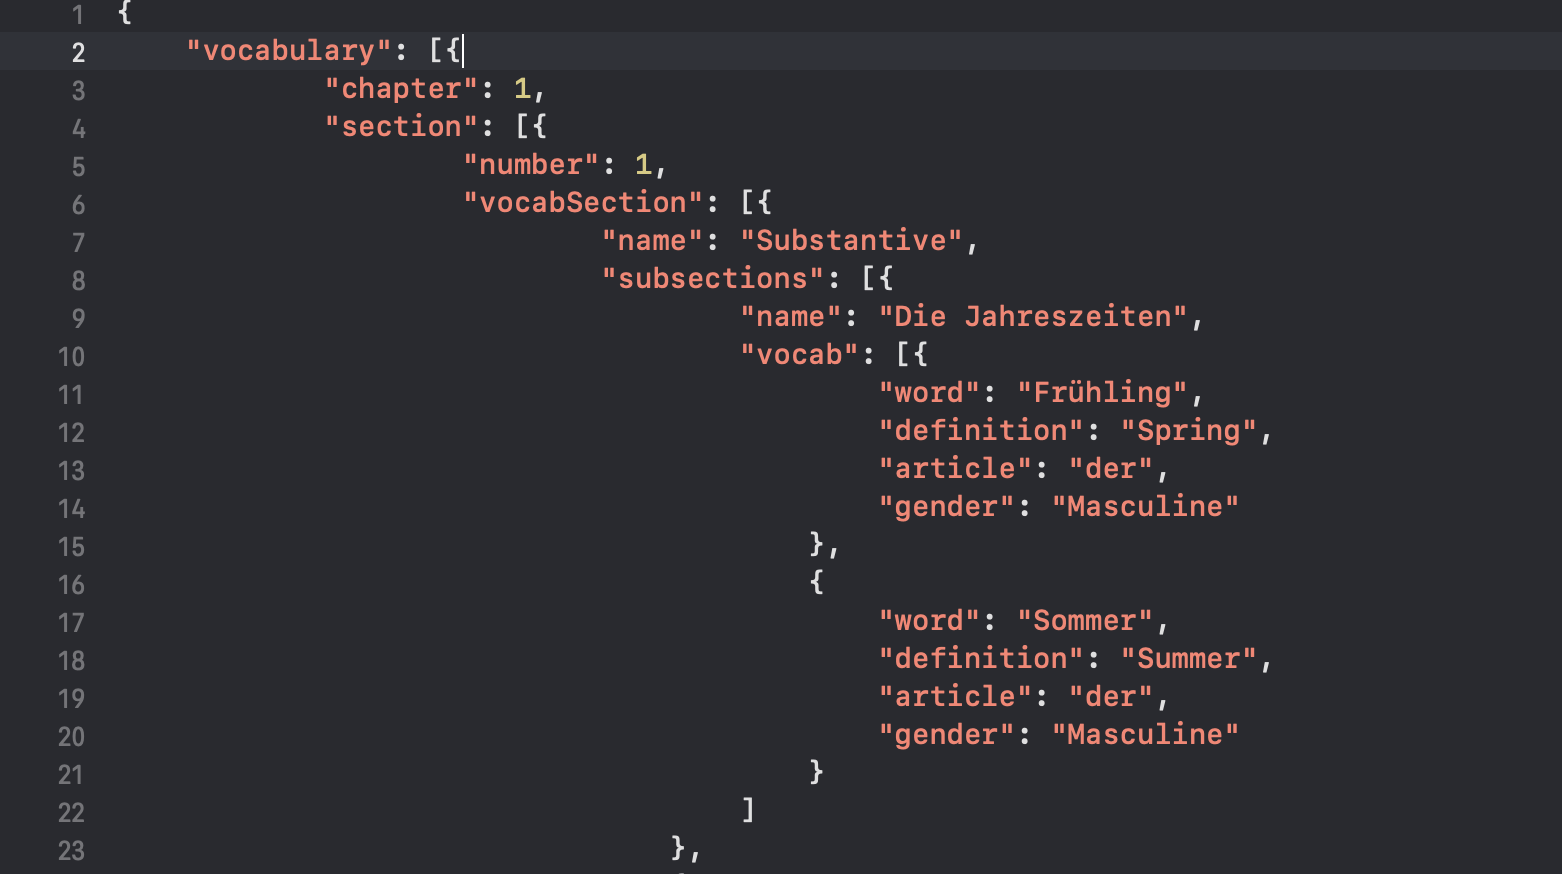 1 {
2 "vocabulary": [{
3 "chapter": 1,
4 "section": [{
5 "number": 1,
6 "vocabSection": [{
7 "name": "Substantive",
8 "subsections": [{
9 "name": "Die Jahreszeiten",
10 "vocab": [{
11 "word": "Frühling",
12 "definition": "Spring",
13 "article": "der",
14 "gender": "Masculine"
15 },
16 {
17 "word": "Sommer",
18 "definition": "Summer",
19 "article": "der",
20 "gender": "Masculine"
21 }
22 ]
23 },